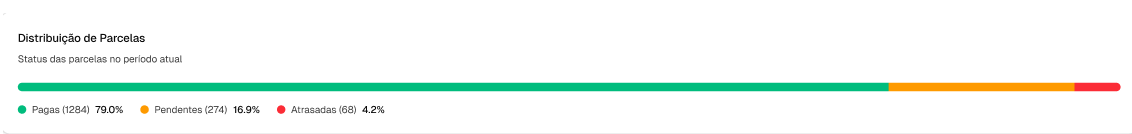 Distribuição de Parcelas
Status das parcelas no período atual
Pagas (1284) 79.0% Pendentes (274) 16.9% Atrasadas (68) 4.2%